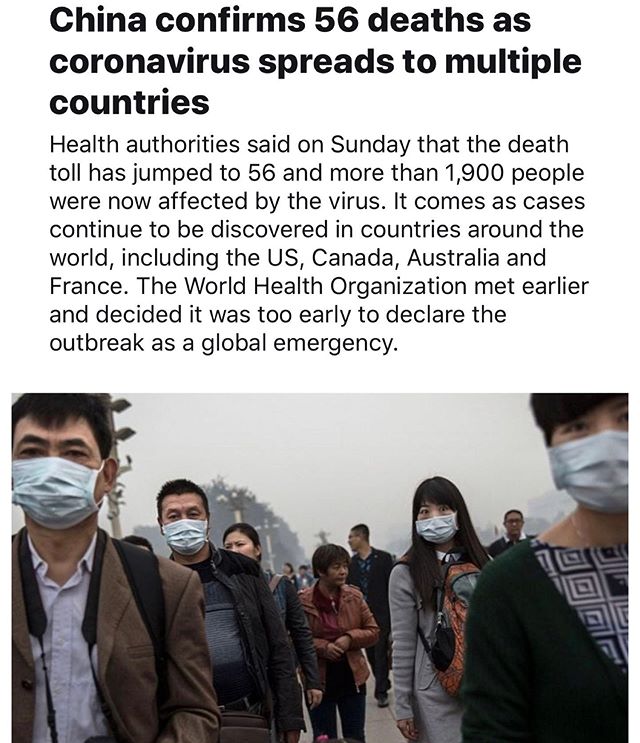 China confirms 56 deaths as
coronavirus spreads to multiple
countries
Health authorities said on Sunday that the death
toll has jumped to 56 and more than 1,900 people
were now affected by the virus. It comes as cases
continue to be discovered in countries around the
world, including the US, Canada, Australia and
France. The World Health Organization met earlier
and decided it was too early to declare the
outbreak as a global emergency.